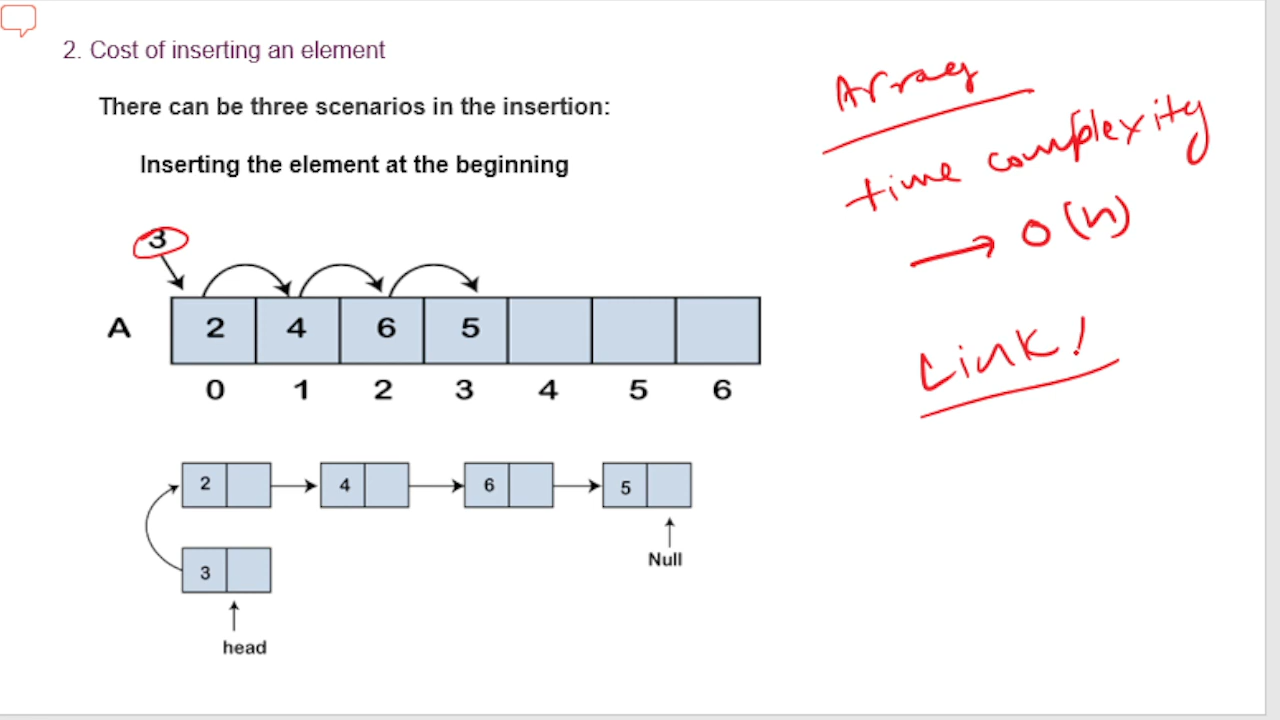 2. Cost of inserting an element
There can be three scenarios in the insertion:
Inserting the element at the beginning
Array
time complexity
→ O(n)
Link!
3
A 2 4 6 5
0 1 2 3 4 5 6
2 4 6 5
Null
3
head